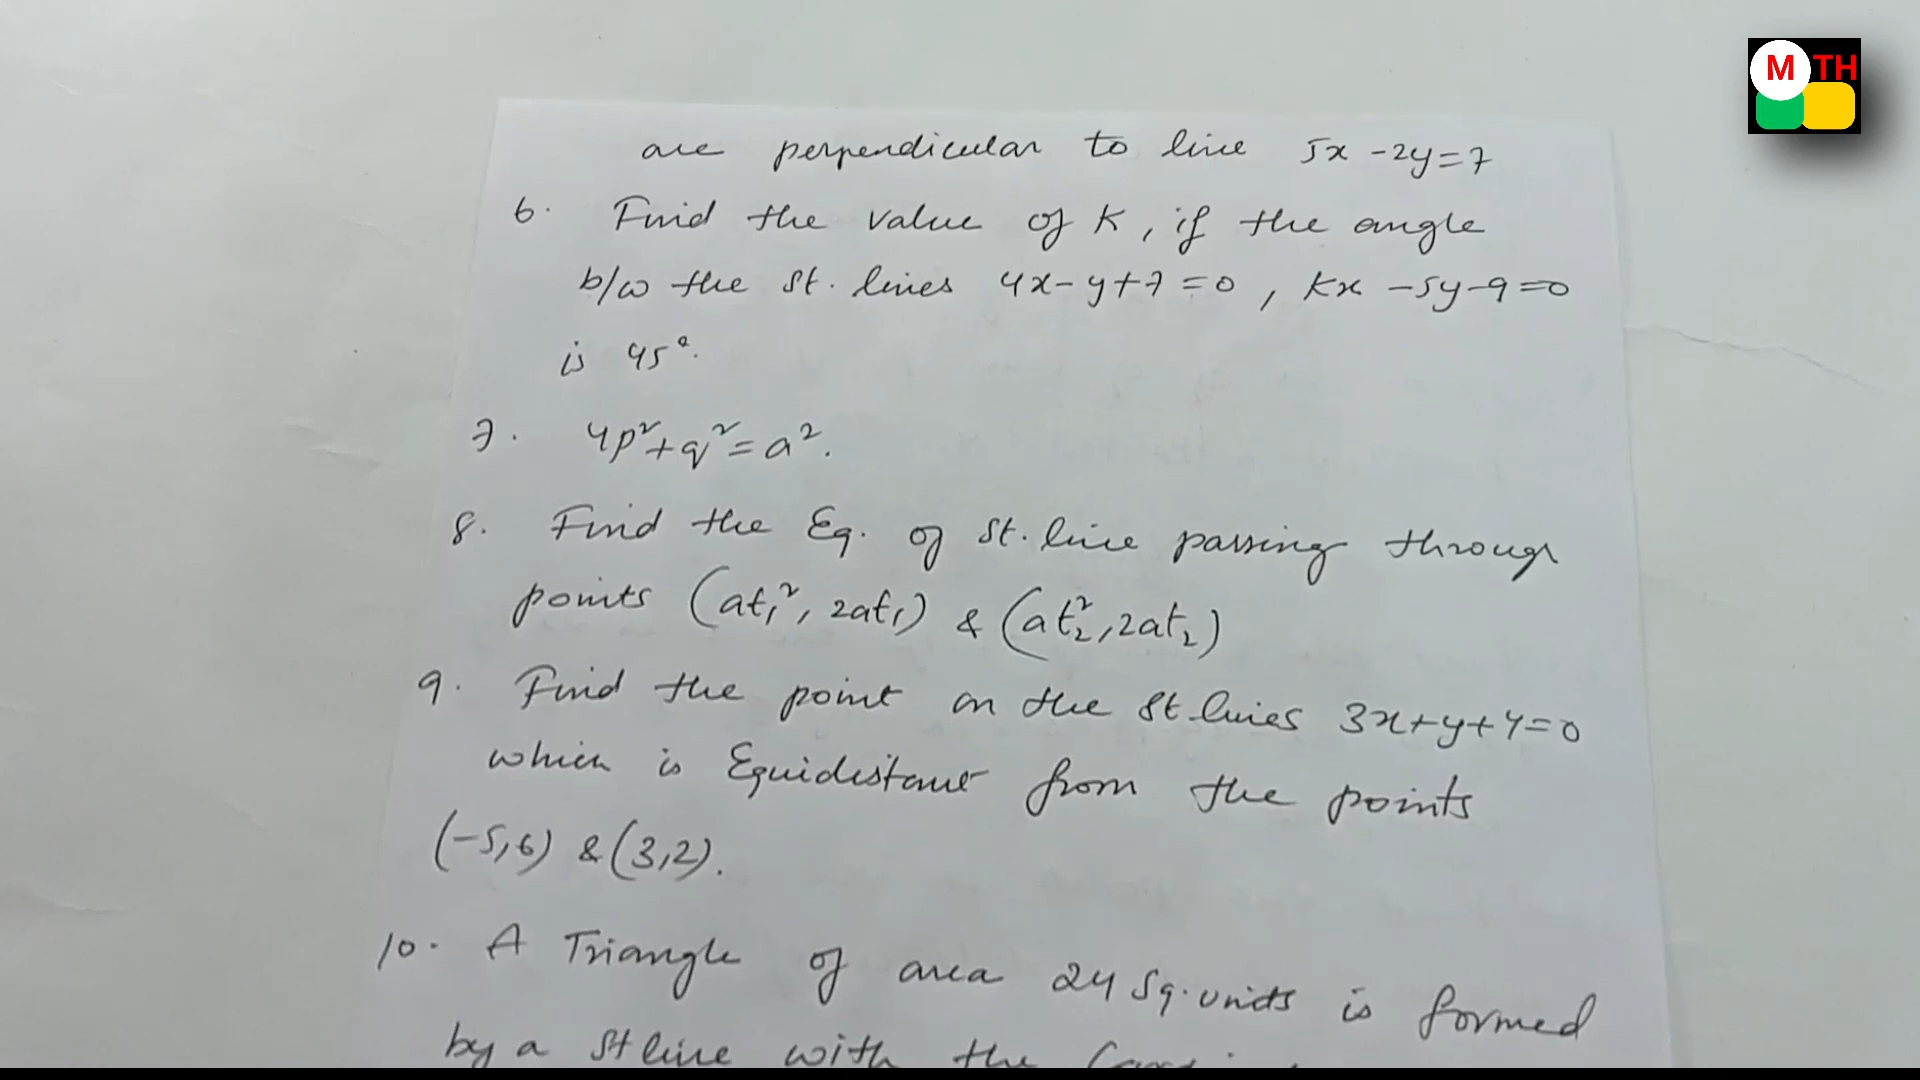 M TH
are perpendicular to line 5x - 2y = 7
6. Find the value of K, if the angle
b/w the St. lines 4x - y + 7 = 0, Kx - 5y - 9 = 0
is 45°.
7. 4p² + q² = a².
8. Find the Eq. of St. line passing through
points (at₁², 2at₁) & (at₂², 2at₂)
9. Find the point on the St. lines 3x + y + 4 = 0
which is Equidistant from the points
(-5,6) & (3,2).
10. A Triangle of area 24 Sq. units is formed
by a St line with the